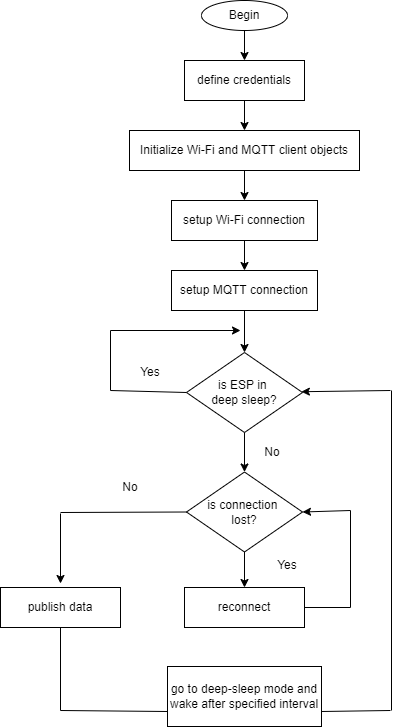 Begin
define credentials
Initialize Wi-Fi and MQTT client objects
setup Wi-Fi connection
setup MQTT connection
Yes
is ESP in
deep sleep?
No
No
is connection
lost?
Yes
publish data
reconnect
go to deep-sleep mode and
wake after specified interval